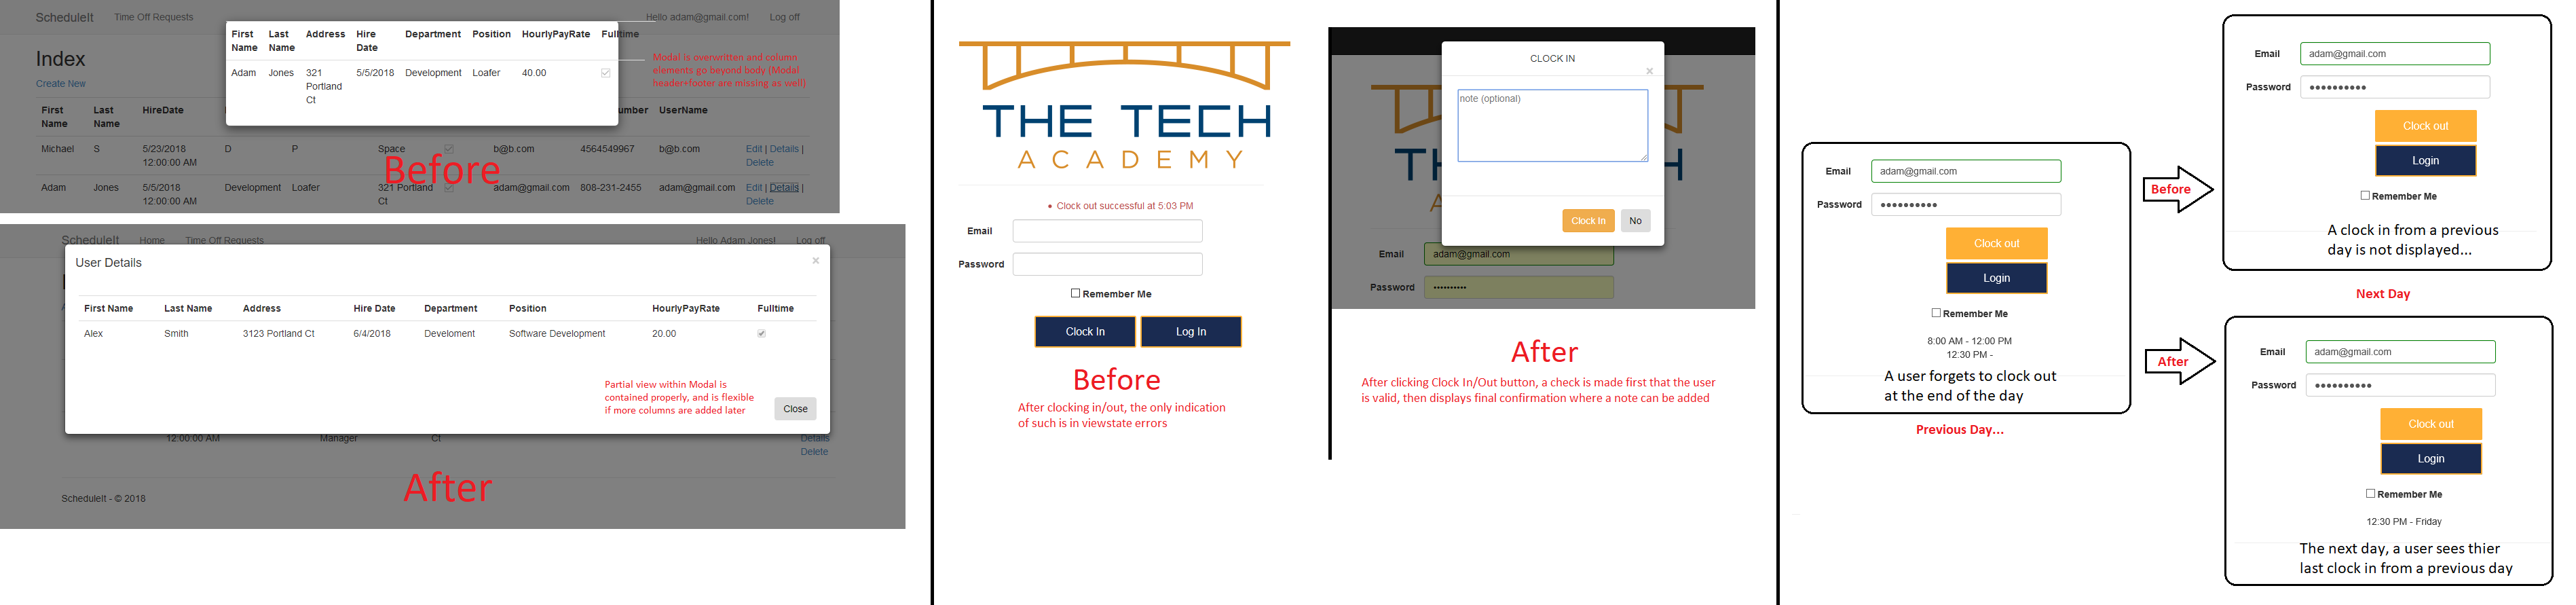 ScheduleIt Time Off Requests Hello adam@gmail.com! Log off
First Name Last Name Address Hire Date Department Position HourlyPayRate Fulltime
Adam Jones 321 Portland Ct 5/5/2018 Development Loafer 40.00
Modal is overwritten and column
elements go beyond body (Modal
header+footer are missing as well)
Index
Create New
First Name Last Name HireDate umber UserName
Michael S 5/23/2018 12:00:00 AM D P Space b@b.com 4564549967 b@b.com Edit | Details | Delete
Adam Jones 5/5/2018 12:00:00 AM Development Loafer 321 Portland Ct adam@gmail.com 808-231-2455 adam@gmail.com Edit | Details | Delete
Before
ScheduleIt Home Time Off Requests Hello Adam Jones! Log off
User Details ×
First Name Last Name Address Hire Date Department Position HourlyPayRate Fulltime
Alex Smith 3123 Portland Ct 6/4/2018 Develoment Software Development 20.00
Partial view within Modal is
contained properly, and is flexible
if more columns are added later
Close
12:00:00 AM Manager Ct Details
Delete
After
ScheduleIt - © 2018
THE TECH
ACADEMY
• Clock out successful at 5:03 PM
Email
Password
Remember Me
Clock In Log In
Before
After clocking in/out, the only indication
of such is in viewstate errors
CLOCK IN
×
note (optional)
Clock In No
Email adam@gmail.com
Password ••••••••••
After
After clicking Clock In/Out button, a check is made first that the user
is valid, then displays final confirmation where a note can be added
Email adam@gmail.com
Password ••••••••••
Clock out
Login
Remember Me
8:00 AM - 12:00 PM
12:30 PM -
A user forgets to clock out
at the end of the day
Previous Day...
Before
Email adam@gmail.com
Password ••••••••••
Clock out
Login
Remember Me
A clock in from a previous
day is not displayed...
Next Day
After
Email adam@gmail.com
Password ••••••••••
Clock out
Login
Remember Me
12:30 PM - Friday
The next day, a user sees thier
last clock in from a previous day